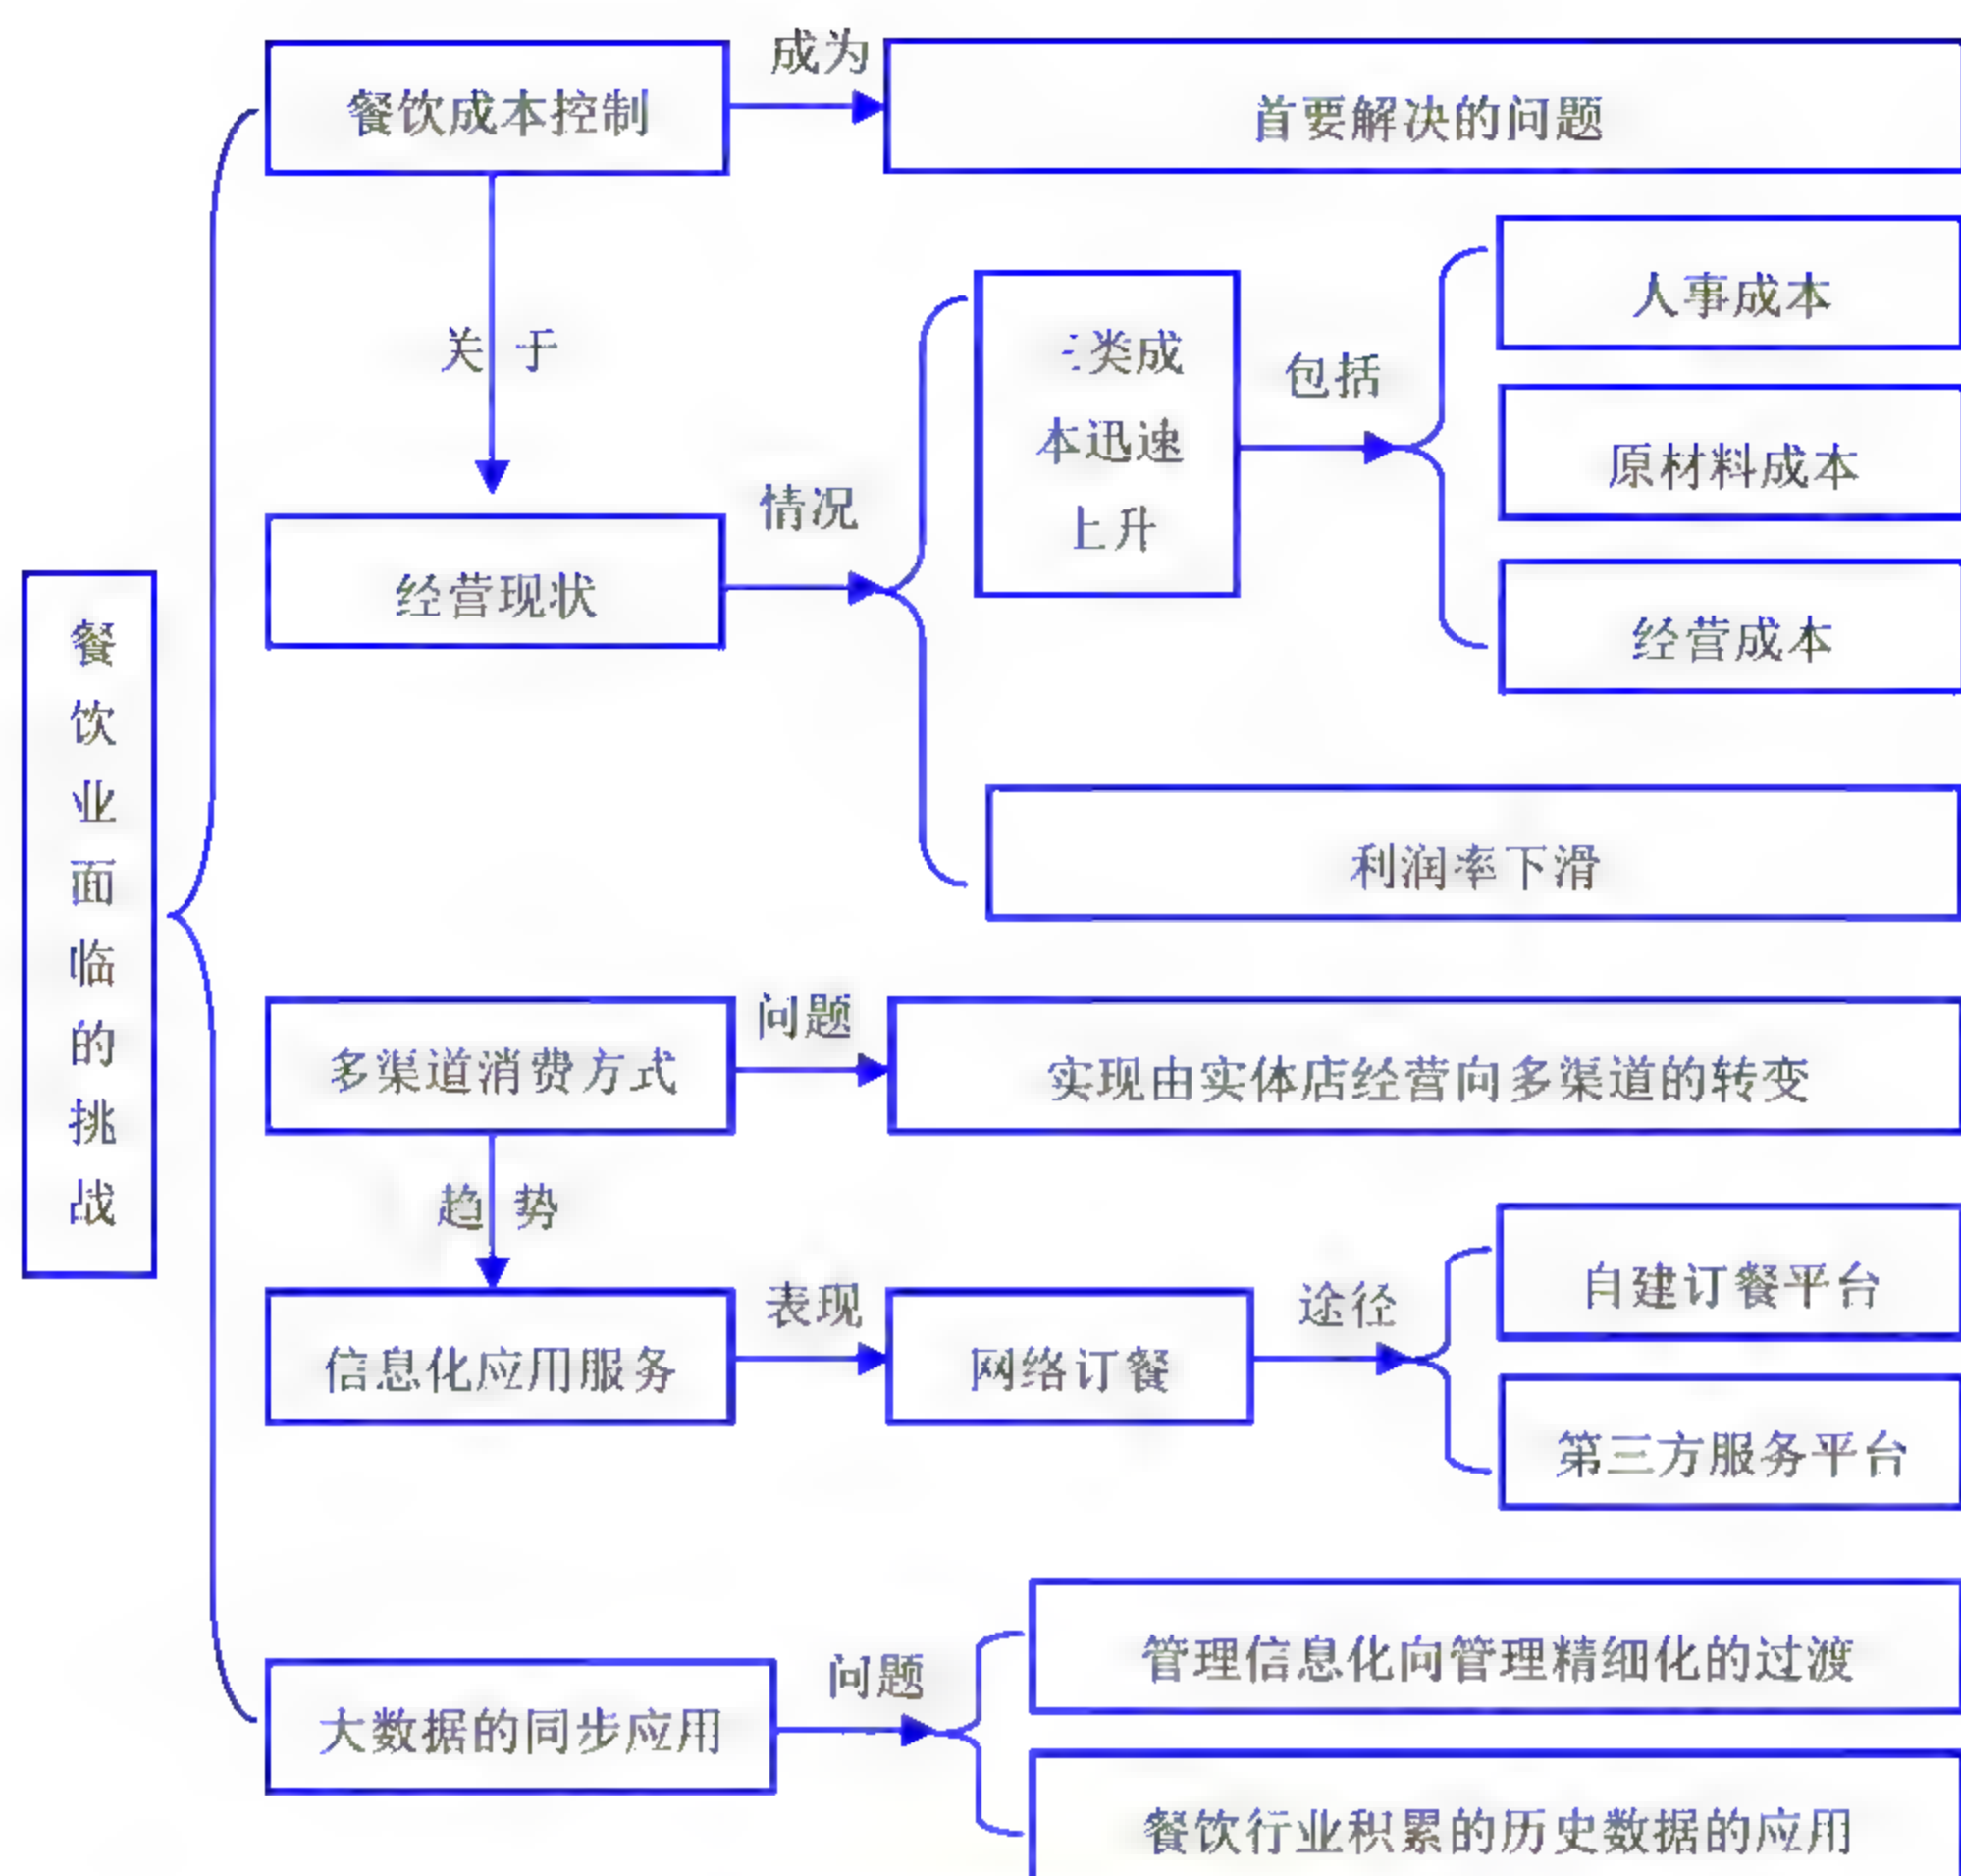 餐饮业面临的挑战
餐饮成本控制
成为
首要解决的问题
关于
经营现状
情况
类成
本迅速
上升
包括
人事成本
原材料成本
经营成本
利润率下滑
多渠道消费方式
问题
实现由实体店经营向多渠道的转变
趋势
信息化应用服务
表现
网络订餐
途径
自建订餐平台
第三方服务平台
大数据的同步应用
问题
管理信息化向管理精细化的过渡
餐饮行业积累的历史数据的应用